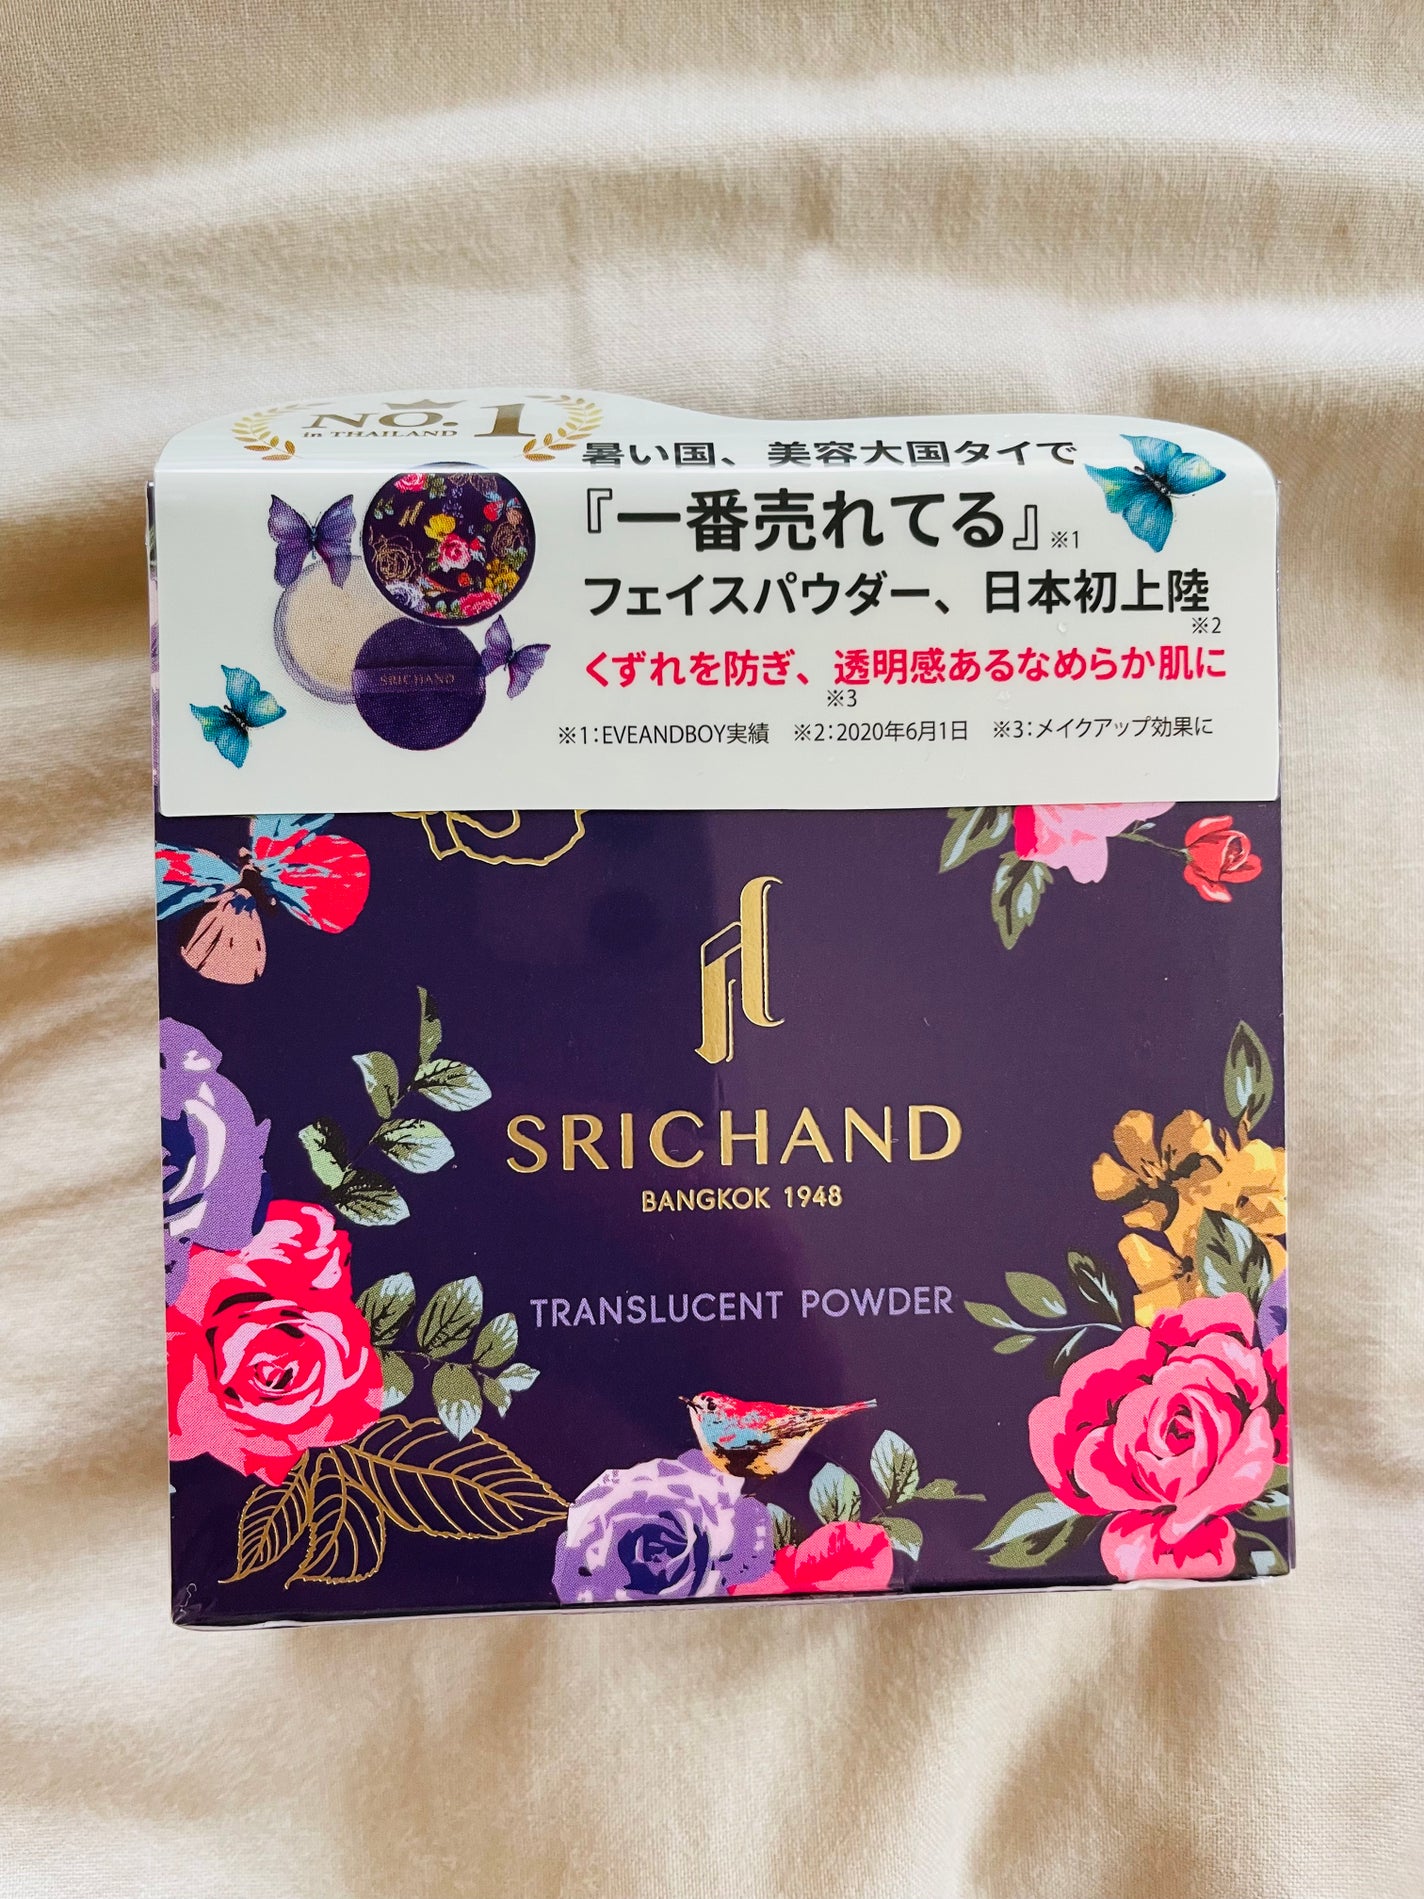 NO.1
in THAILAND
暑い国、美容大国タイで
『一番売れてる』※1
フェイスパウダー、日本初上陸
※2
くずれを防ぎ、透明感あるなめらか肌に
※3
SRICHAND
※1：EVEANDBOY実績 ※2：2020年6月1日 ※3：メイクアップ効果に
SRICHAND
BANGKOK 1948
TRANSLUCENT POWDER